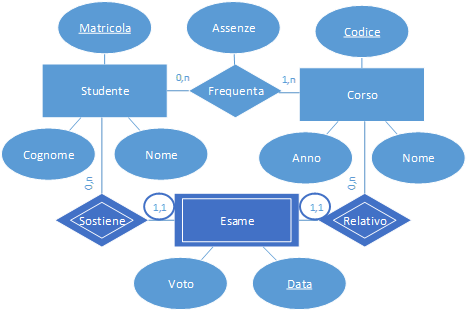 Matricola
Assenze
Codice
Studente
0,n
Frequenta
1,n
Corso
Cognome
Nome
Anno
Nome
0,n
0,n
Sostiene
1,1
Esame
1,1
Relativo
Voto
Data